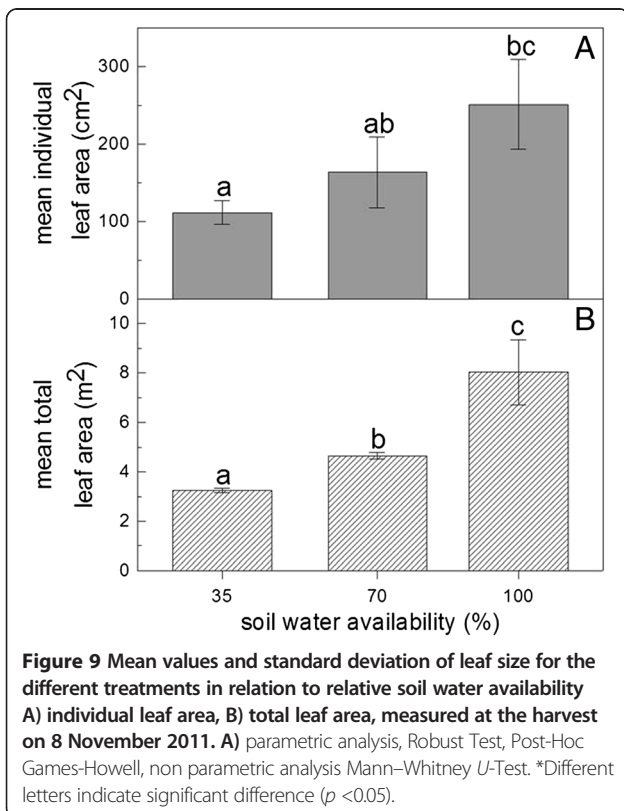 A
mean individual
leaf area (cm²)
300
200
100
0
a
ab
bc
B
mean total
leaf area (m²)
10
8
6
4
2
0
a
b
c
35
70
100
soil water availability (%)
Figure 9 Mean values and standard deviation of leaf size for the
different treatments in relation to relative soil water availability
A) individual leaf area, B) total leaf area, measured at the harvest
on 8 November 2011. A) parametric analysis, Robust Test, Post-Hoc
Games-Howell, non parametric analysis Mann–Whitney U-Test. *Different
letters indicate significant difference (p <0.05).